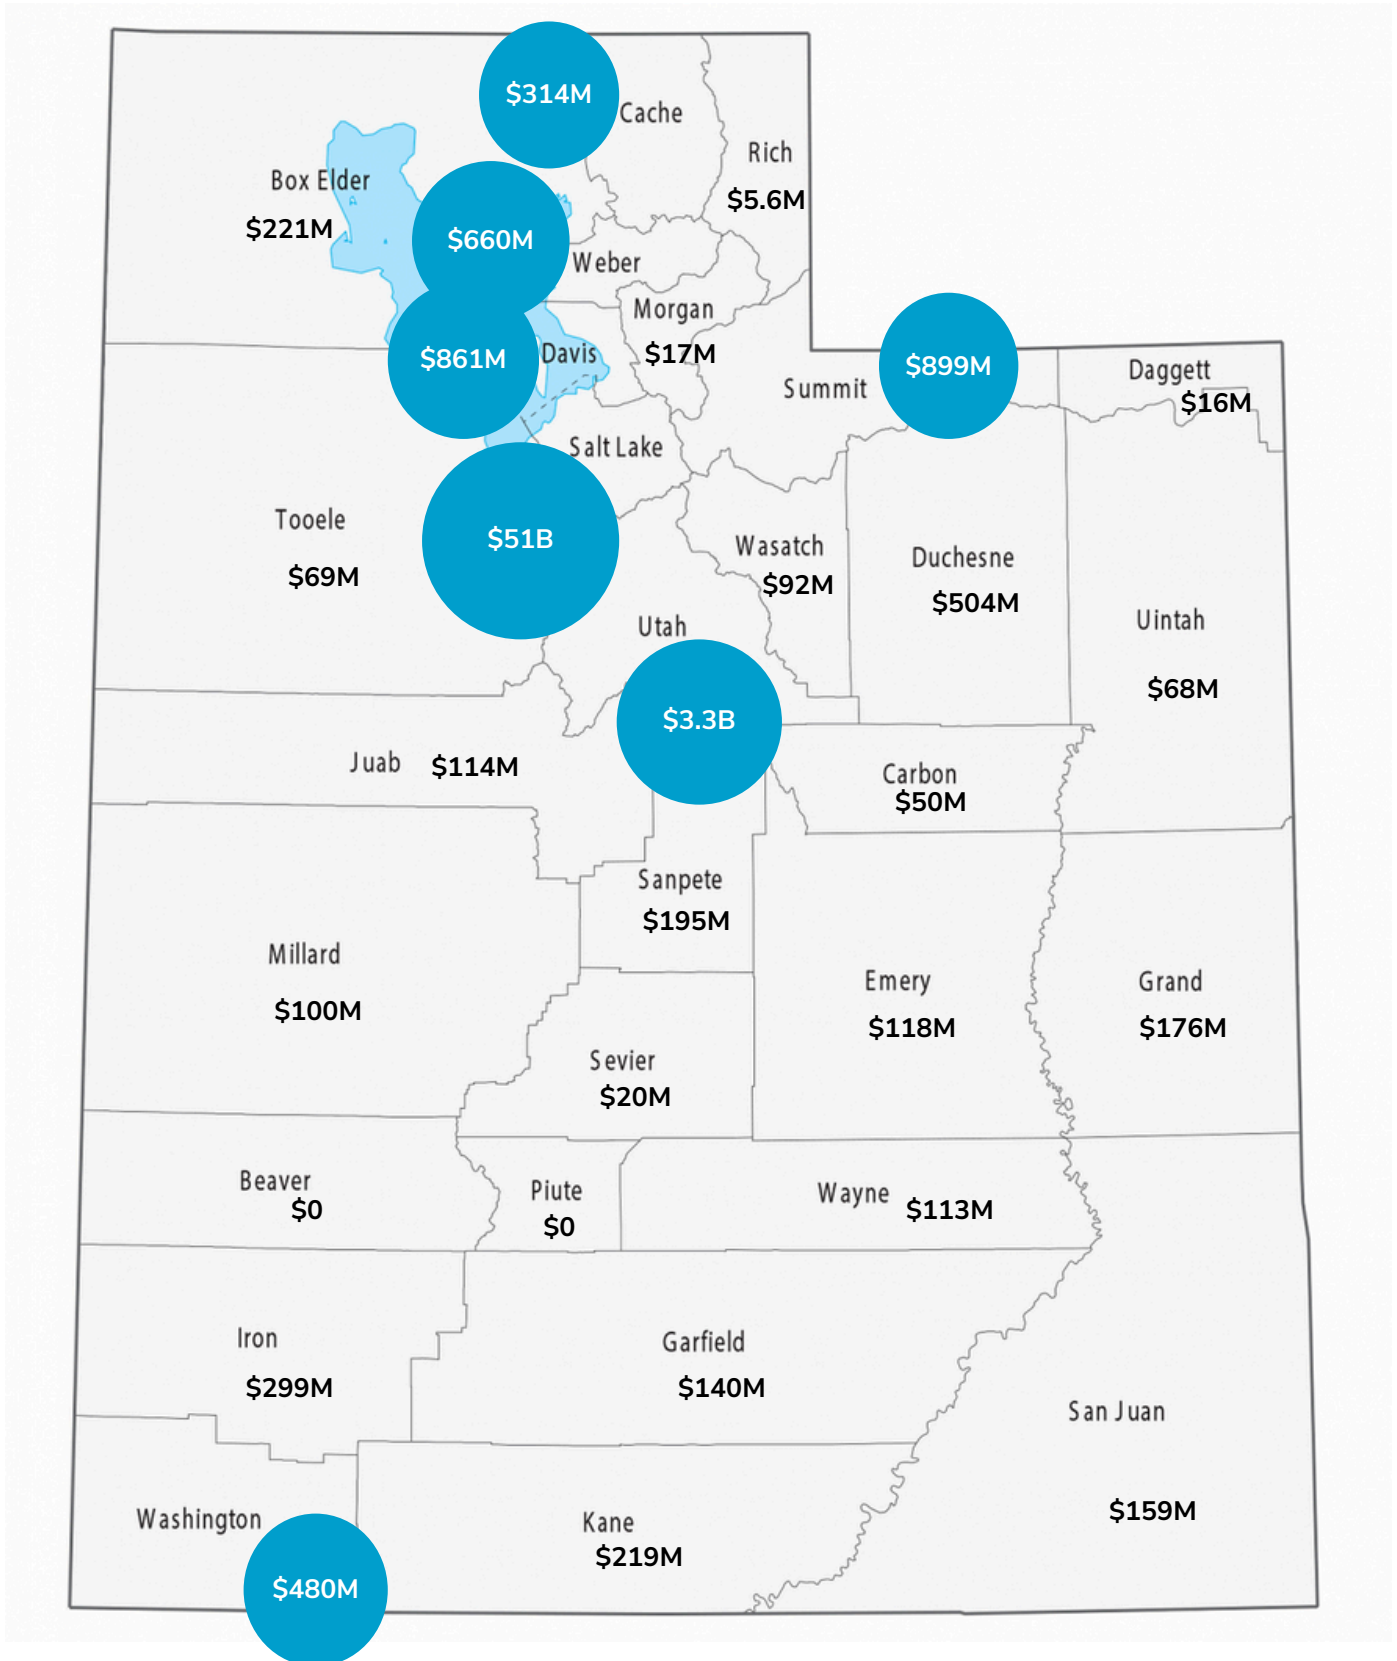 $314M
Cache
Rich
$5.6M
Box Elder
$221M
$660M
Weber
Morgan
$17M
$861M
Davis
Summit
$899M
Daggett
$16M
Salt Lake
$51B
Tooele
$69M
Wasatch
$92M
Duchesne
$504M
Uintah
$68M
Utah
$3.3B
Juab
$114M
Carbon
$50M
Sanpete
$195M
Millard
$100M
Emery
$118M
Grand
$176M
Sevier
$20M
Beaver
$0
Piute
$0
Wayne
$113M
Iron
$299M
Garfield
$140M
San Juan
$159M
Washington
$480M
Kane
$219M